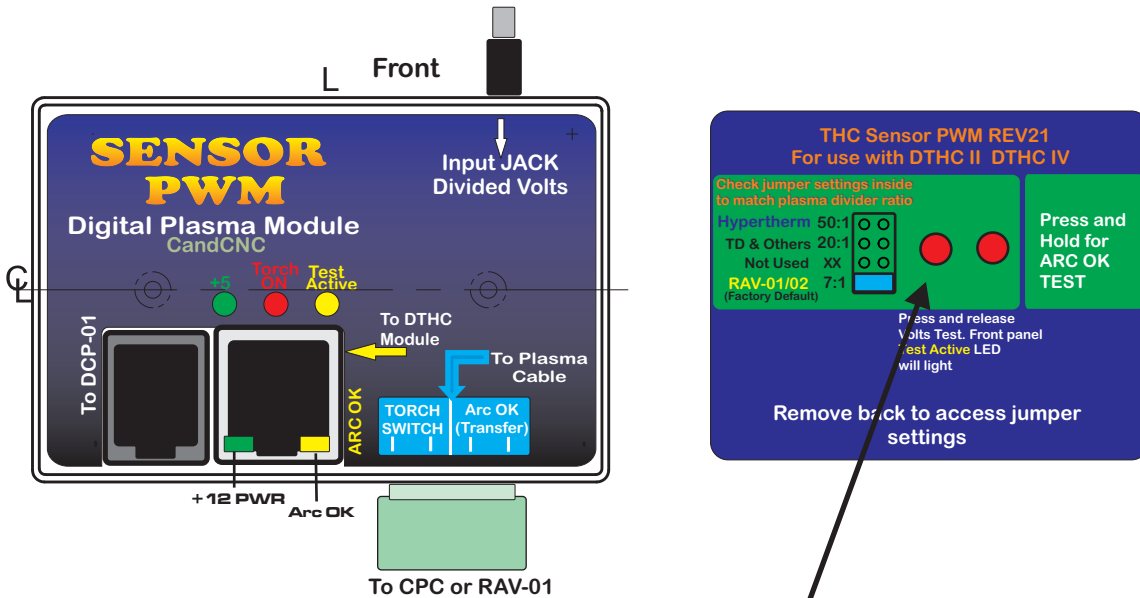 L
Front
SENSOR
PWM
Input JACK
Divided Volts
Digital Plasma Module
CandCNC
CL
+5
Torch
ON
Test
Active
To DCP-01
To DTHC
Module
ARC OK
To Plasma
Cable
TORCH
SWITCH
Arc OK
(Transfer)
+12 PWR
Arc OK
To CPC or RAV-01
THC Sensor PWM REV21
For use with DTHC II DTHC IV
Check jumper settings inside
to match plasma divider ratio
Hypertherm 50:1
TD & Others 20:1
Not Used XX
RAV-01/02 7:1
(Factory Default)
Press and
Hold for
ARC OK
TEST
Press and release
Volts Test. Front panel
Test Active LED
will light
Remove back to access jumper
settings